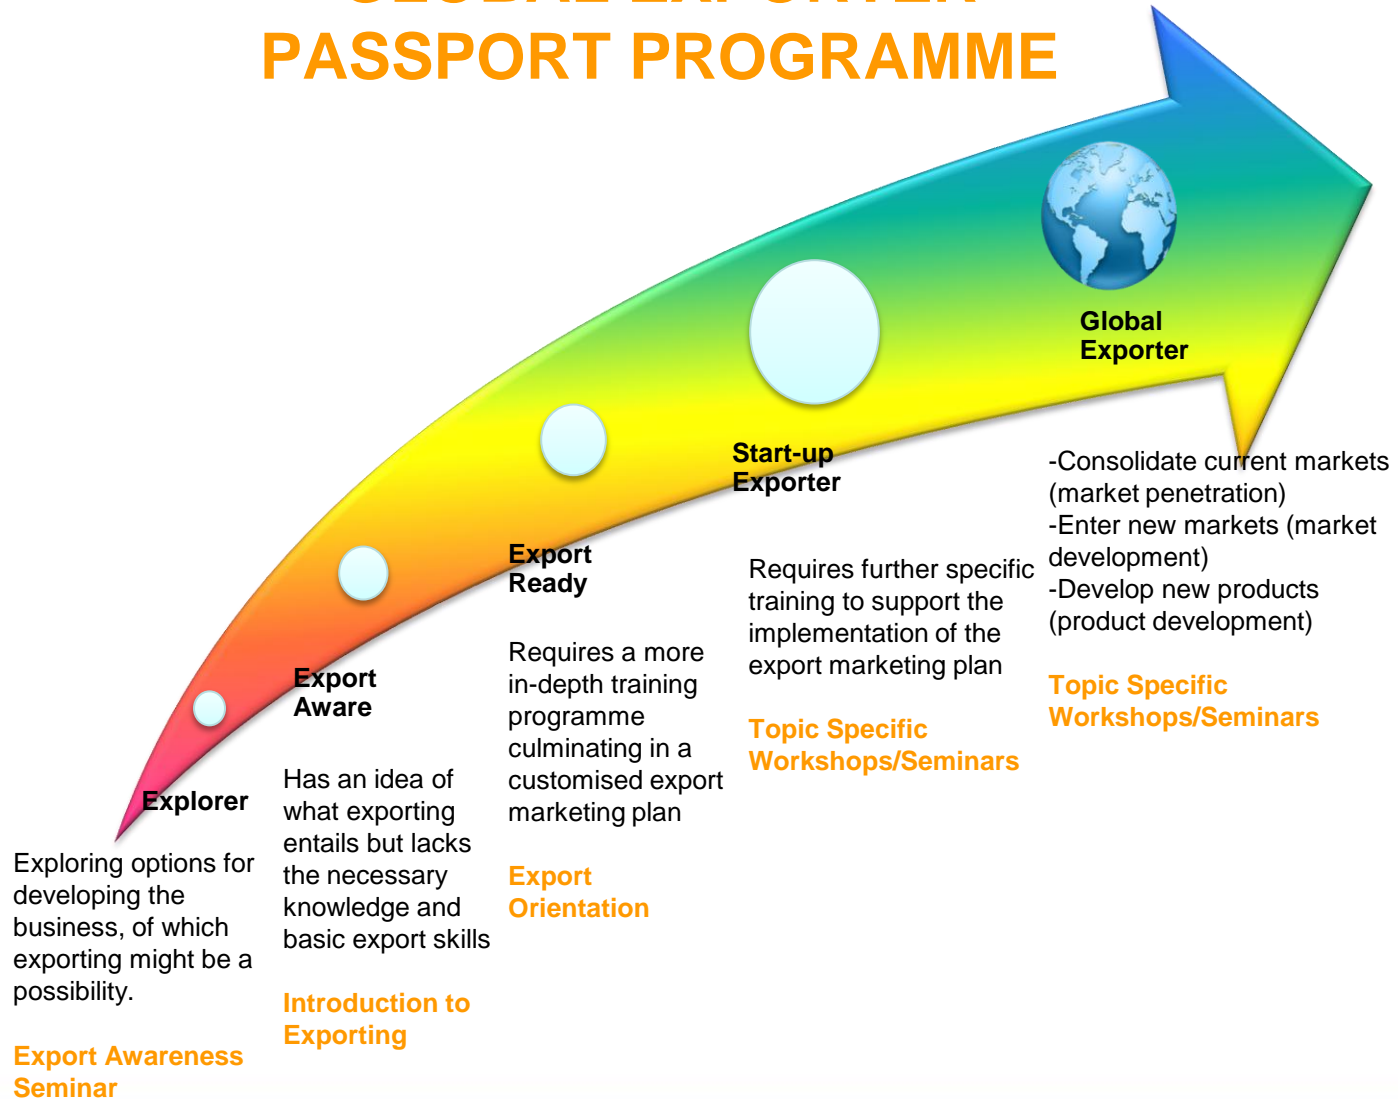 GLOBAL EXPORTER
PASSPORT PROGRAMME
Global
Exporter
Start-up
Exporter
Export
Ready
Export
Aware
Explorer
Exploring options for
developing the
business, of which
exporting might be a
possibility.
Export Awareness
Seminar
Has an idea of
what exporting
entails but lacks
the necessary
knowledge and
basic export skills
Introduction to
Exporting
Requires a more
in-depth training
programme
culminating in a
customised export
marketing plan
Export
Orientation
Requires further specific
training to support the
implementation of the
export marketing plan
Topic Specific
Workshops/Seminars
-Consolidate current markets
(market penetration)
-Enter new markets (market
development)
-Develop new products
(product development)
Topic Specific
Workshops/Seminars